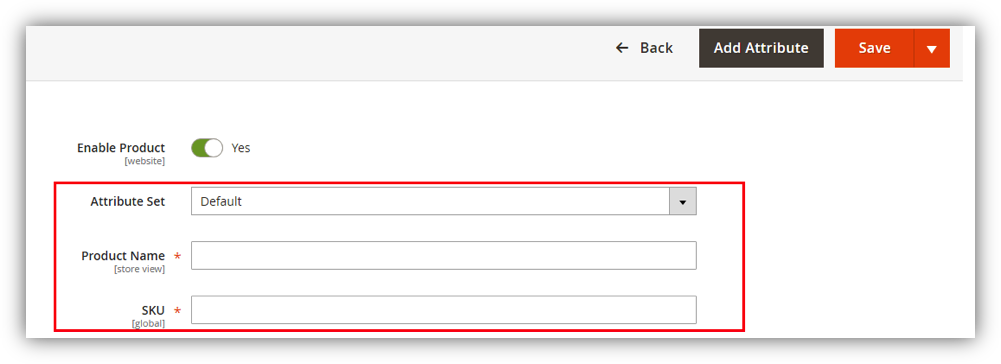 ← Back Add Attribute Save
Enable Product Yes
[website]
Attribute Set Default
Product Name *
[store view]
SKU *
[global]